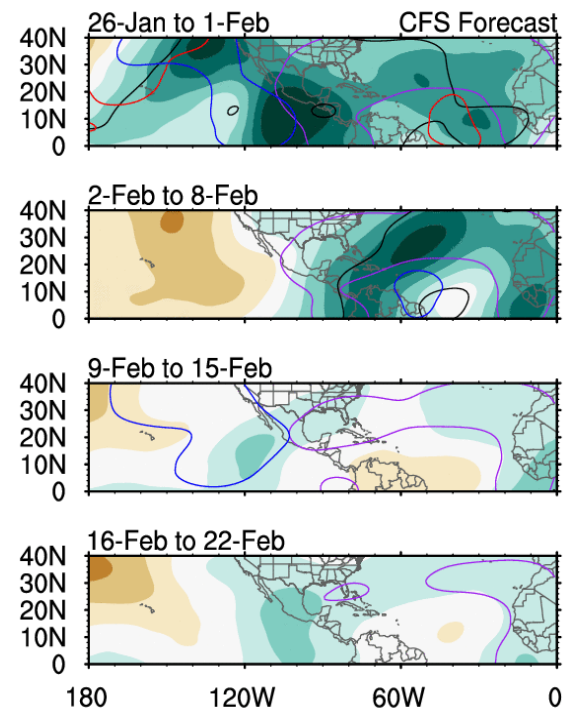 26-Jan to 1-Feb CFS Forecast
40N
30N
20N
10N
0
2-Feb to 8-Feb
40N
30N
20N
10N
0
9-Feb to 15-Feb
40N
30N
20N
10N
0
16-Feb to 22-Feb
40N
30N
20N
10N
0
180 120W 60W 0